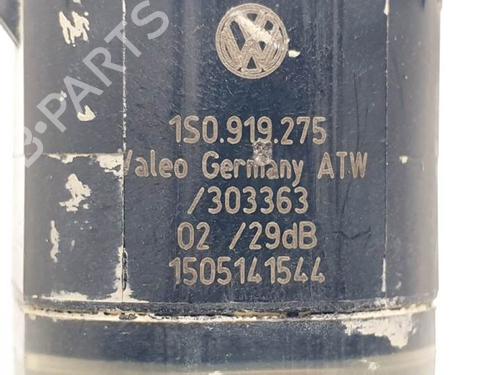 B-PARTS
1S0.919.275
Valeo Germany ATW
/303363
02 /29dB
1505141544